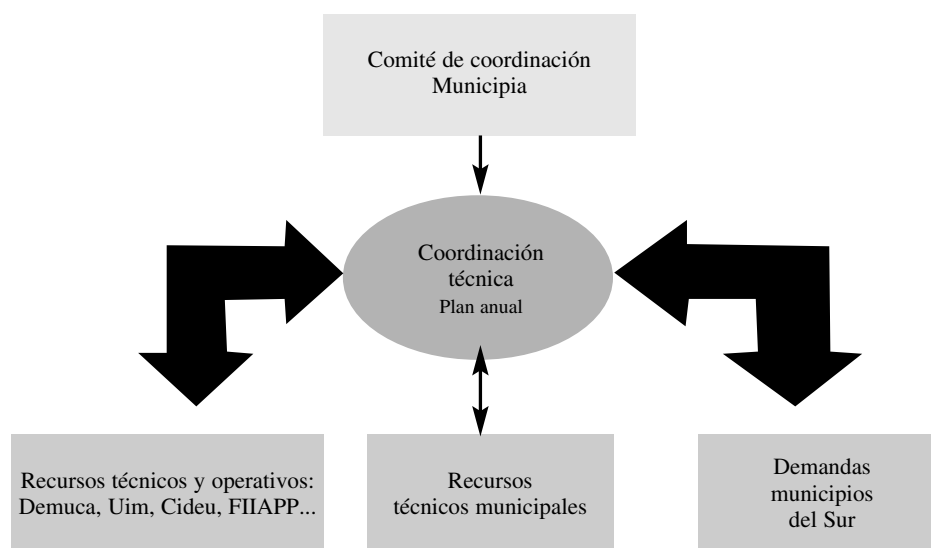 Comité de coordinación
Municipia
Coordinación
técnica
Plan anual
Recursos técnicos y operativos:
Demuca, Uim, Cideu, FIIAPP...
Recursos
técnicos municipales
Demandas
municipios
del Sur